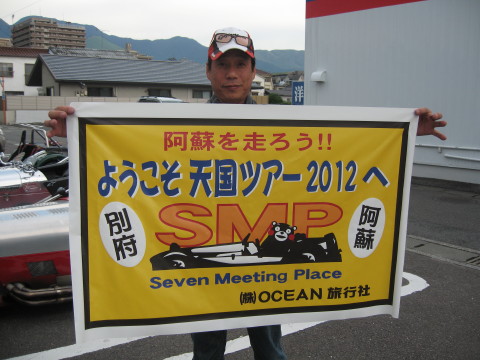 阿蘇を走ろう!!
ようこそ 天国ツアー2012へ
別府
SMP
阿蘇
Seven Meeting Place
㈱OCEAN 旅行社
洋